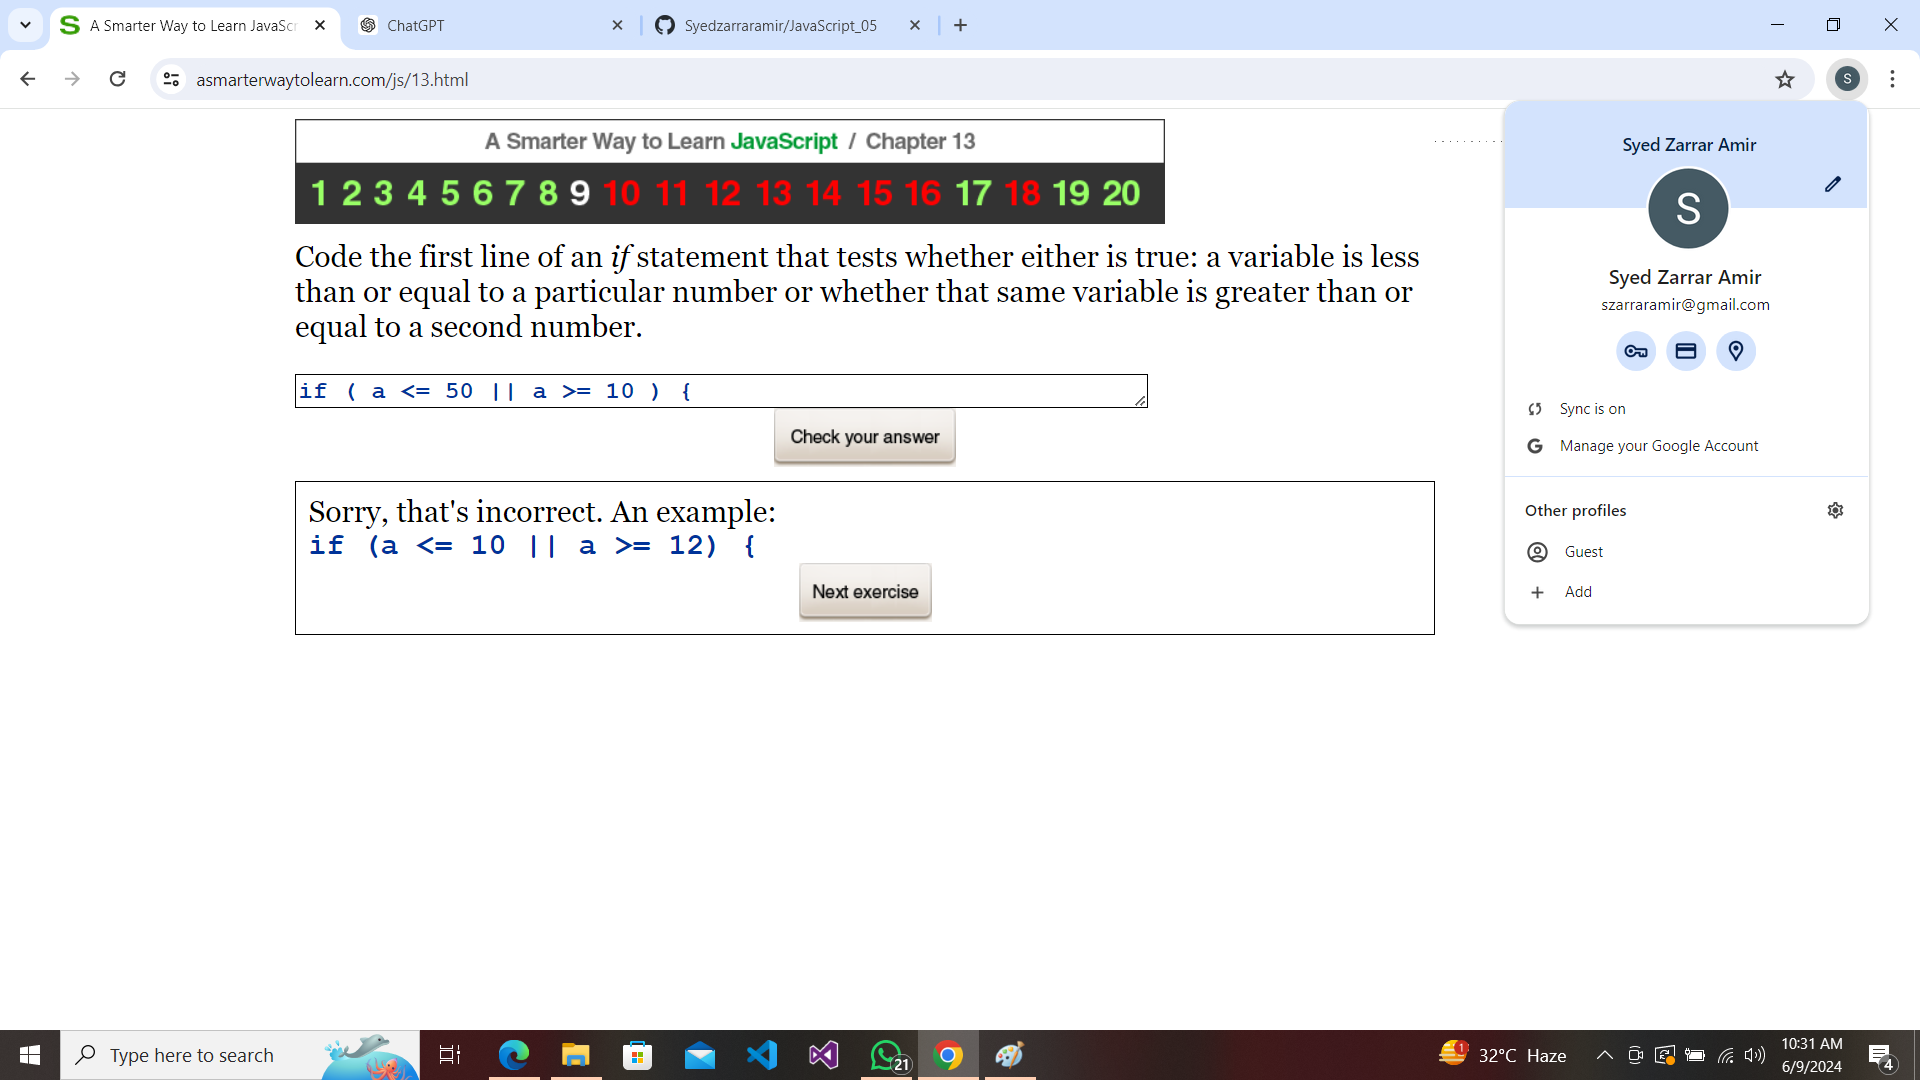 A Smarter Way to Learn JavaScr
ChatGPT
Syedzarraramir/JavaScript_05
asmarterwaytolearn.com/js/13.html
S
A Smarter Way to Learn JavaScript / Chapter 13
1 2 3 4 5 6 7 8 9 10 11 12 13 14 15 16 17 18 19 20
Code the first line of an if statement that tests whether either is true: a variable is less
than or equal to a particular number or whether that same variable is greater than or
equal to a second number.
if ( a <= 50 || a >= 10 ) {
Check your answer
Sorry, that's incorrect. An example:
if (a <= 10 || a >= 12) {
Next exercise
Syed Zarrar Amir
S
Syed Zarrar Amir
szarraramir@gmail.com
Sync is on
Manage your Google Account
Other profiles
Guest
Add
Type here to search
21
1
32°C Haze
10:31 AM
6/9/2024
4